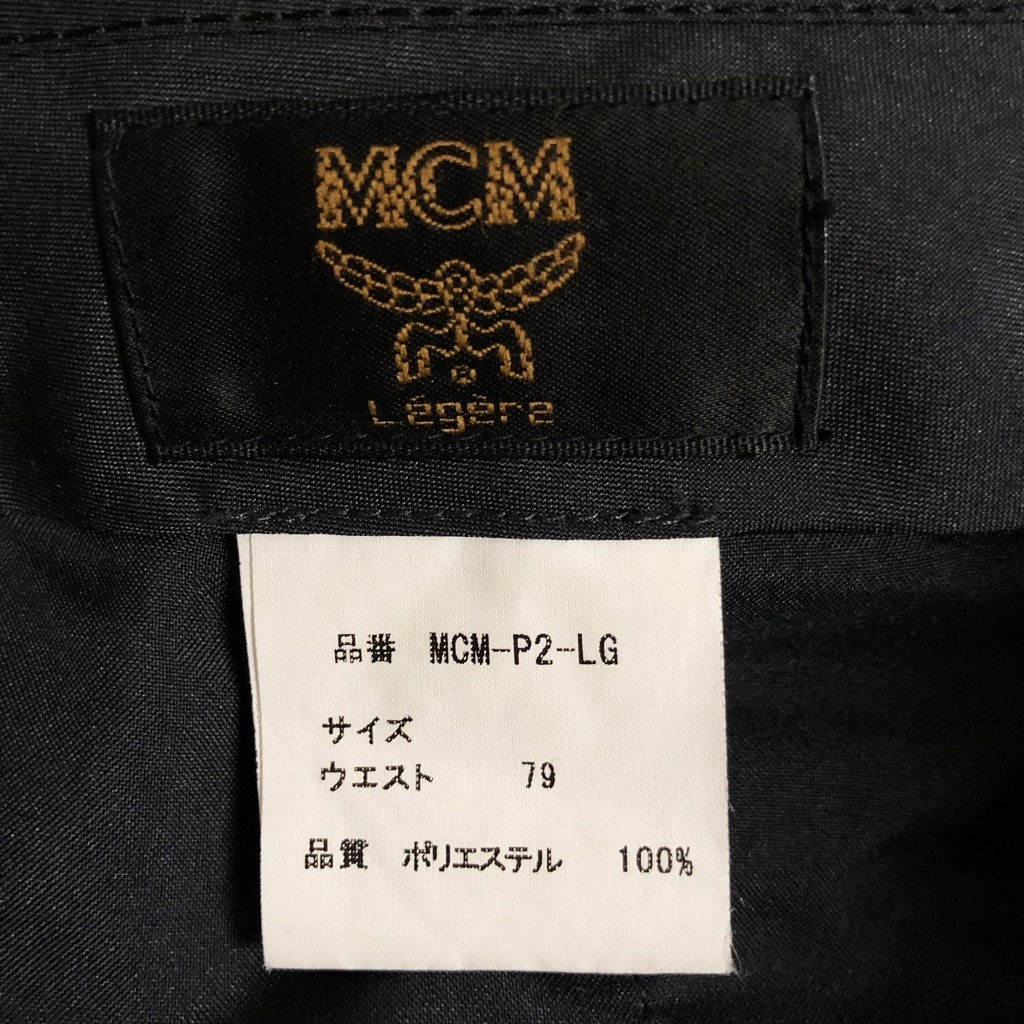 MCM
®
Légère
品番 MCM-P2-LG
サイズ
ウエスト 79
品質 ポリエステル 100%